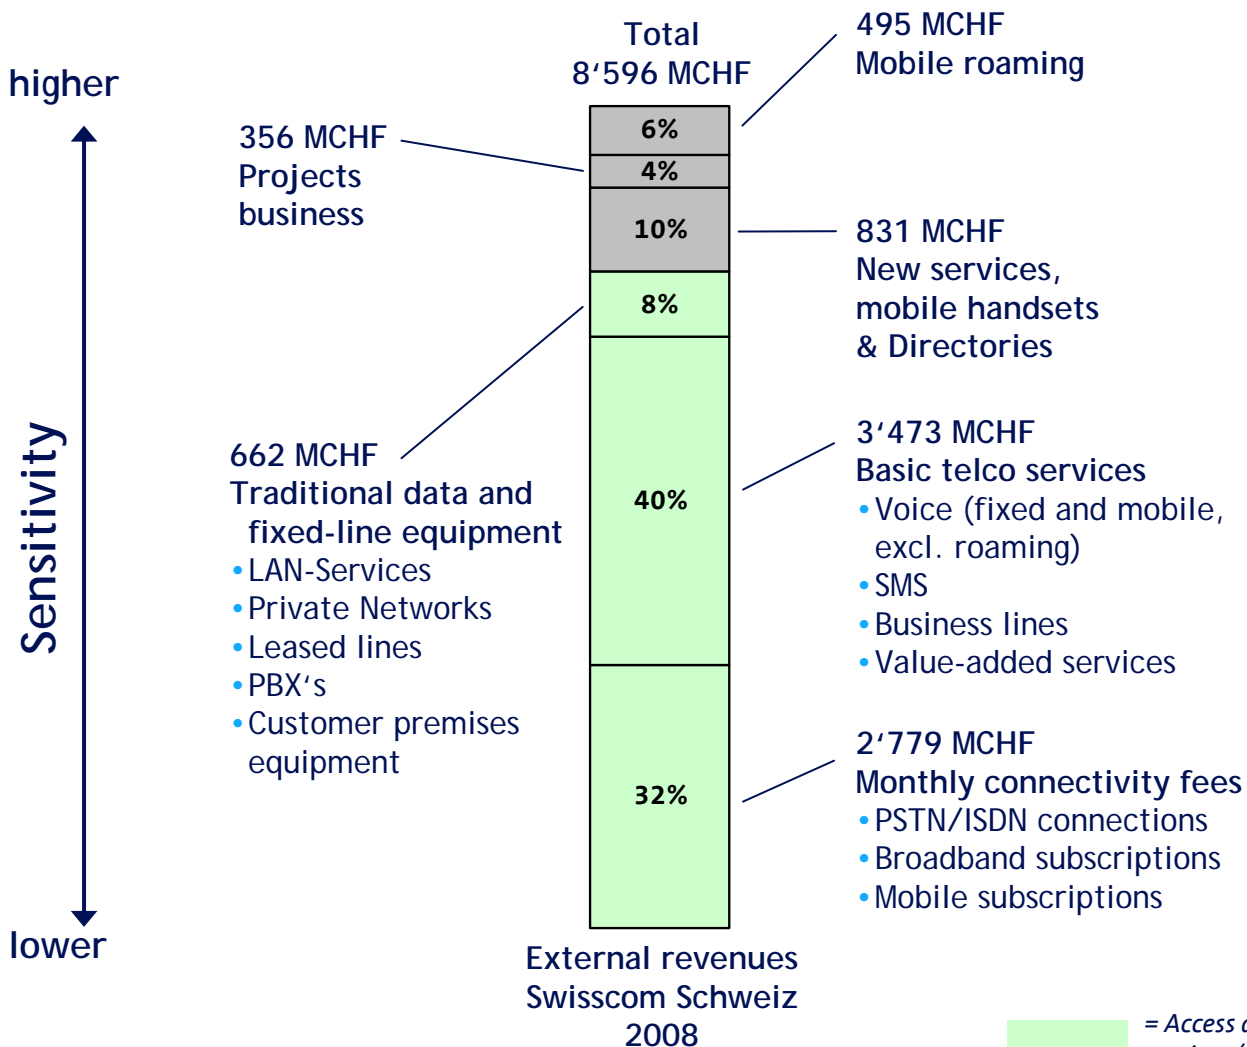 Total
8‘596 MCHF
495 MCHF
Mobile roaming
higher
356 MCHF
Projects
business
6%
4%
10%
831 MCHF
New services,
mobile handsets
& Directories
8%
Sensitivity
662 MCHF
Traditional data and
fixed-line equipment
•LAN-Services
•Private Networks
•Leased lines
•PBX‘s
•Customer premises
equipment
40%
3‘473 MCHF
Basic telco services
•Voice (fixed and mobile,
excl. roaming)
•SMS
•Business lines
•Value-added services
32%
2‘779 MCHF
Monthly connectivity fees
•PSTN/ISDN connections
•Broadband subscriptions
•Mobile subscriptions
lower
External revenues
Swisscom Schweiz
2008
= Access